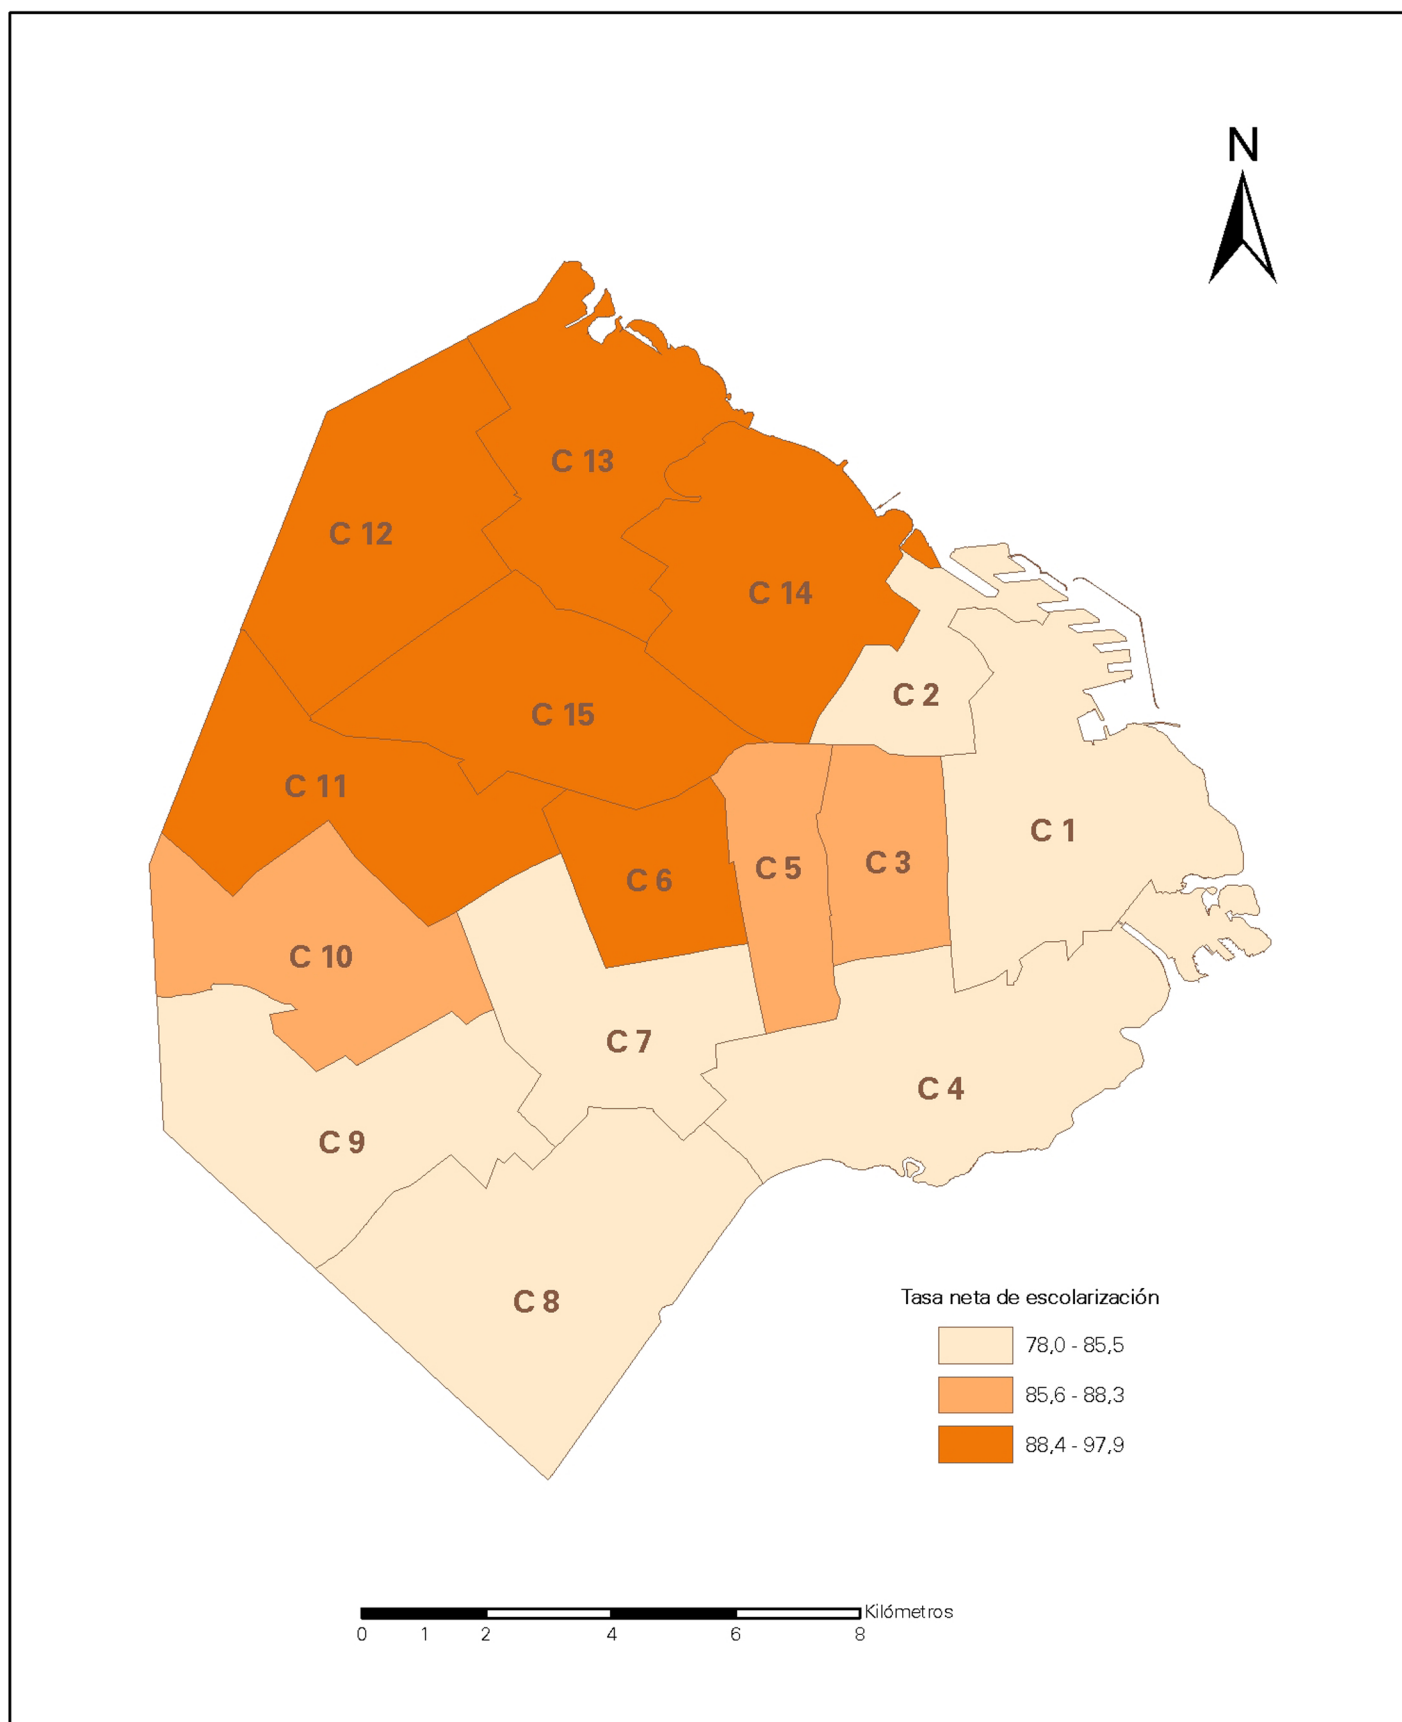 N
C 13
C 12
C 14
C 2
C 15
C 11
C 1
C 5
C 3
C 6
C 10
C 7
C 4
C 9
C 8
Tasa neta de escolarización
78,0 - 85,5
85,6 - 88,3
88,4 - 97,9
Kilómetros
0 1 2 4 6 8